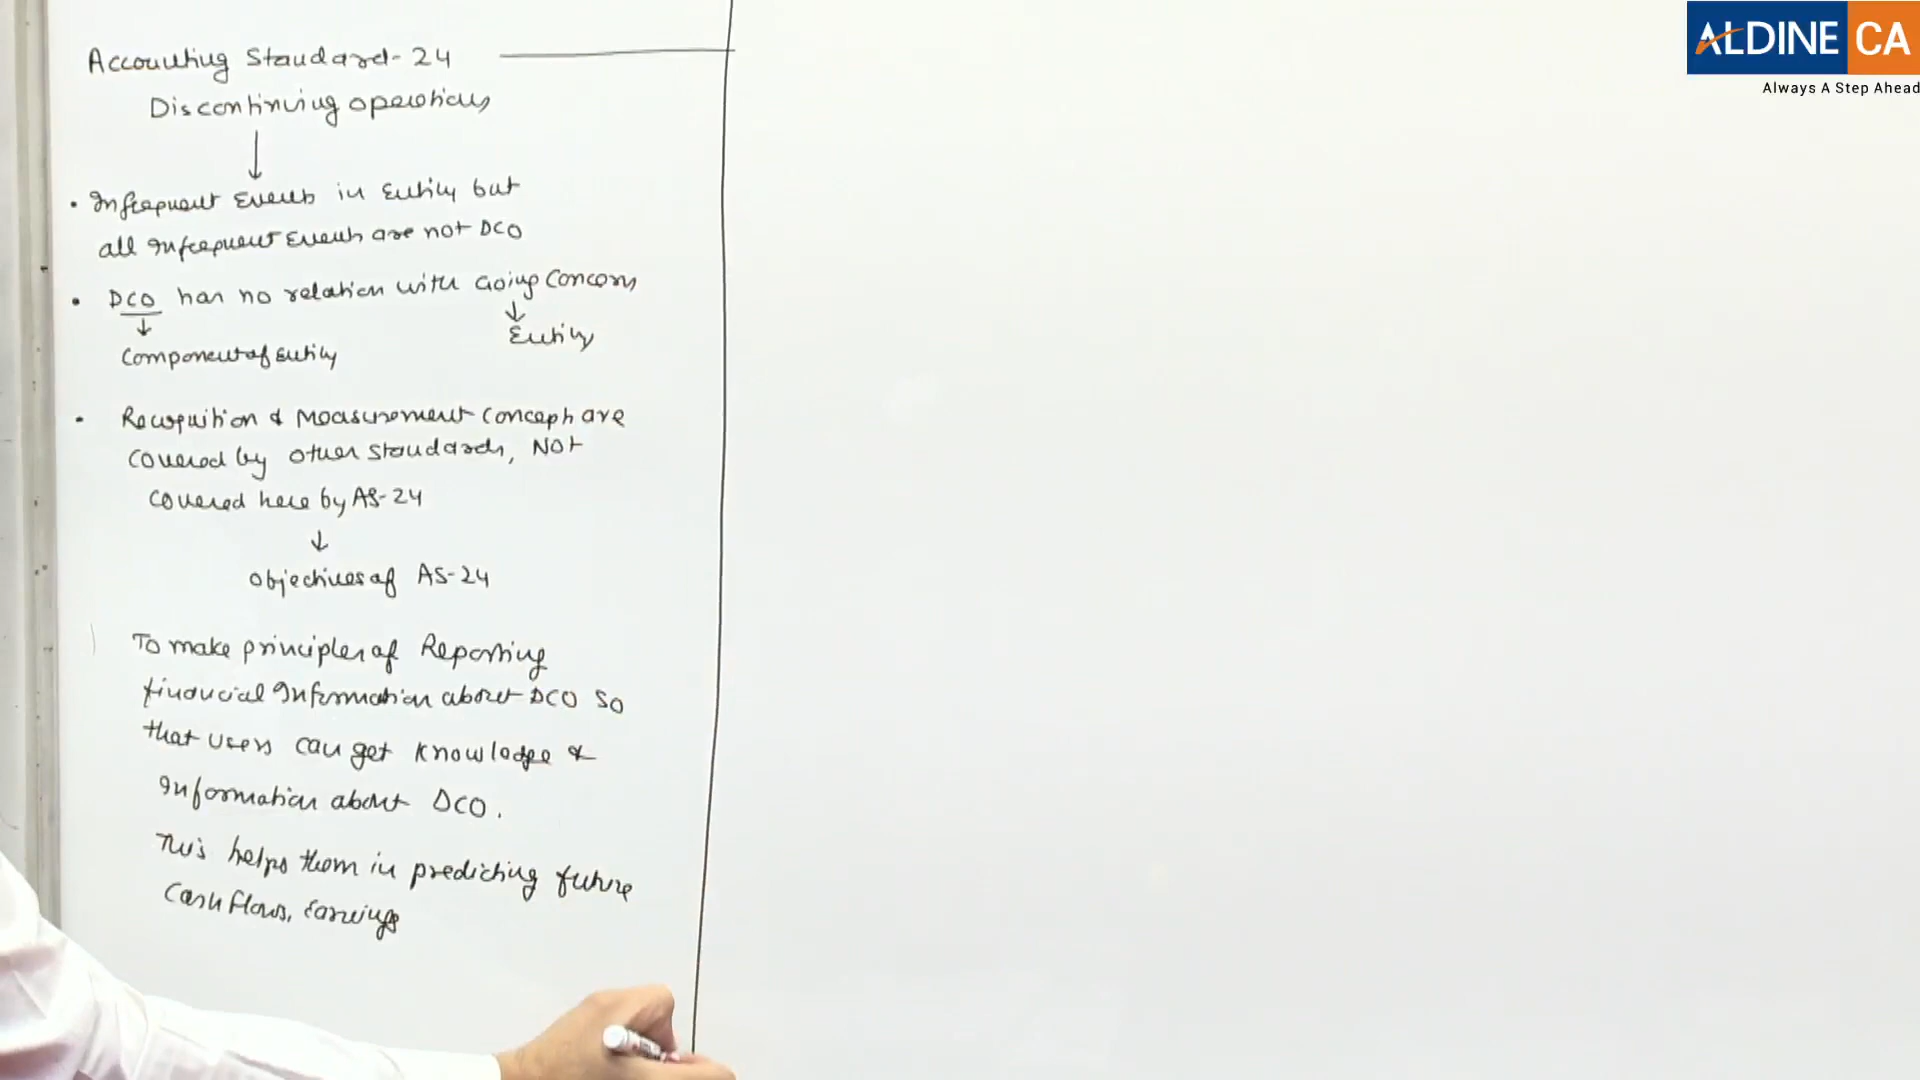 Accounting Standard-24
Discontinuing operations
• Infrequent Events in Entity but
all Infrequent Events are not DCO
• DCO has no relation with Going Concern
Entity
Component of Entity
• Recognition & Measurement Concepts are
covered by other standards, NOT
covered here by AS-24
Objectives of AS-24
To make principles of Reporting
financial Information about DCO so
that users can get knowledge &
Information about DCO.
This helps them in predicting future
Cash flows, Earnings
ALDINE CA
Always A Step Ahead